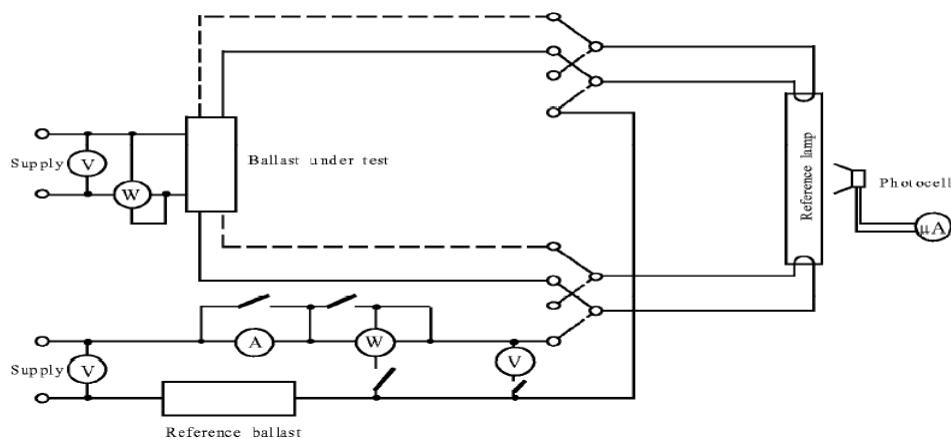 Ballast under test
Supply
V
W
Reference lamp
Photocell
μA
A
W
V
Supply
V
Reference ballast